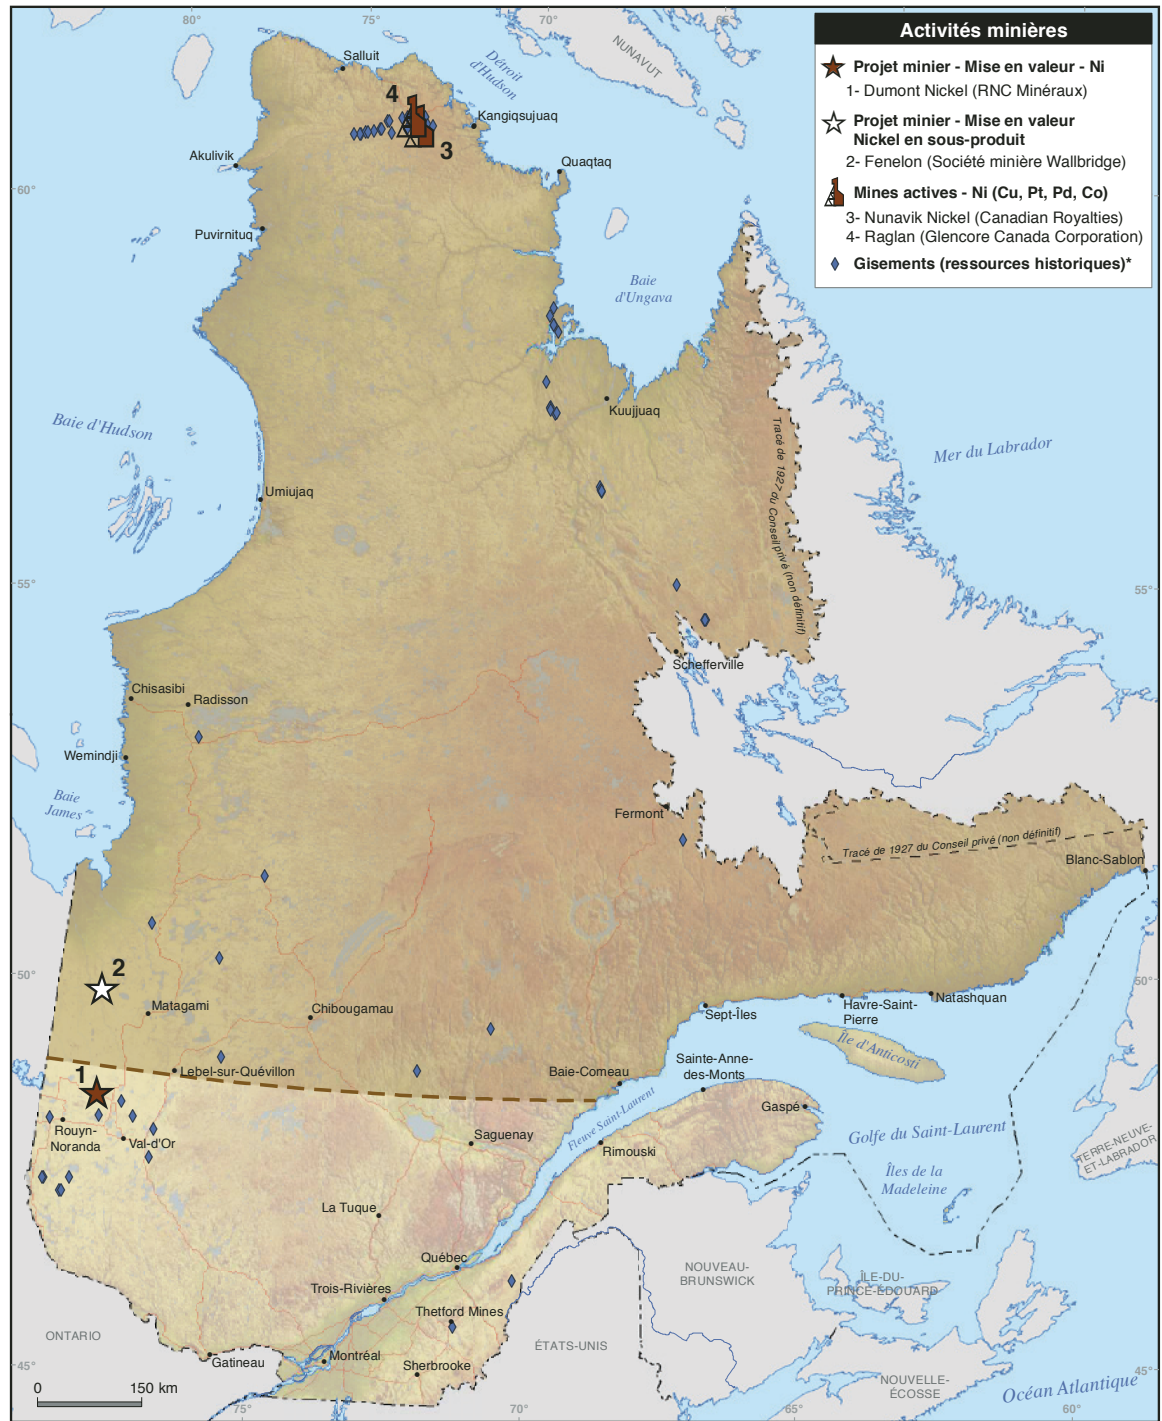 80°
75°
70°
Activités minières
Projet minier - Mise en valeur - Ni
1- Dumont Nickel (RNC Minéraux)
Projet minier - Mise en valeur
Nickel en sous-produit
2- Fenelon (Société minière Wallbridge)
Mines actives - Ni (Cu, Pt, Pd, Co)
3- Nunavik Nickel (Canadian Royalties)
4- Raglan (Glencore Canada Corporation)
Gisements (ressources historiques)*
NUNAVUT
Salluit
Détroit
d'Hudson
4
Kangiqsujuaq
3
Akulivik
Quaqtaq
60°
Puvirnituq
Baie
d'Ungava
Kuujjuaq
Baie d'Hudson
Mer du Labrador
Tracé de 1927 du Conseil privé (non définitif)
Umiujaq
55°
55°
Schefferville
Chisasibi
Radisson
Wemindji
Baie
James
Fermont
Tracé de 1927 du Conseil privé (non définitif)
Blanc-Sablon
2
50°
50°
Matagami
Chibougamau
Sept-Îles
Havre-Saint-
Pierre
Natashquan
Île d'Anticosti
1
Lebel-sur-Quévillon
Baie-Comeau
Sainte-Anne-
des-Monts
Gaspé
Fleuve Saint-Laurent
Rouyn-
Noranda
Val-d'Or
Saguenay
Rimouski
Golfe du Saint-Laurent
TERRE-NEUVE-
ET-LABRADOR
Îles de la
Madeleine
La Tuque
Québec
Trois-Rivières
Thetford Mines
NOUVEAU-
BRUNSWICK
ÎLE-DU-
PRINCE-ÉDOUARD
ONTARIO
ÉTATS-UNIS
Gatineau
Montréal
Sherbrooke
45°
NOUVELLE-
ÉCOSSE
Océan Atlantique
0
150 km
75°
70°
65°
60°